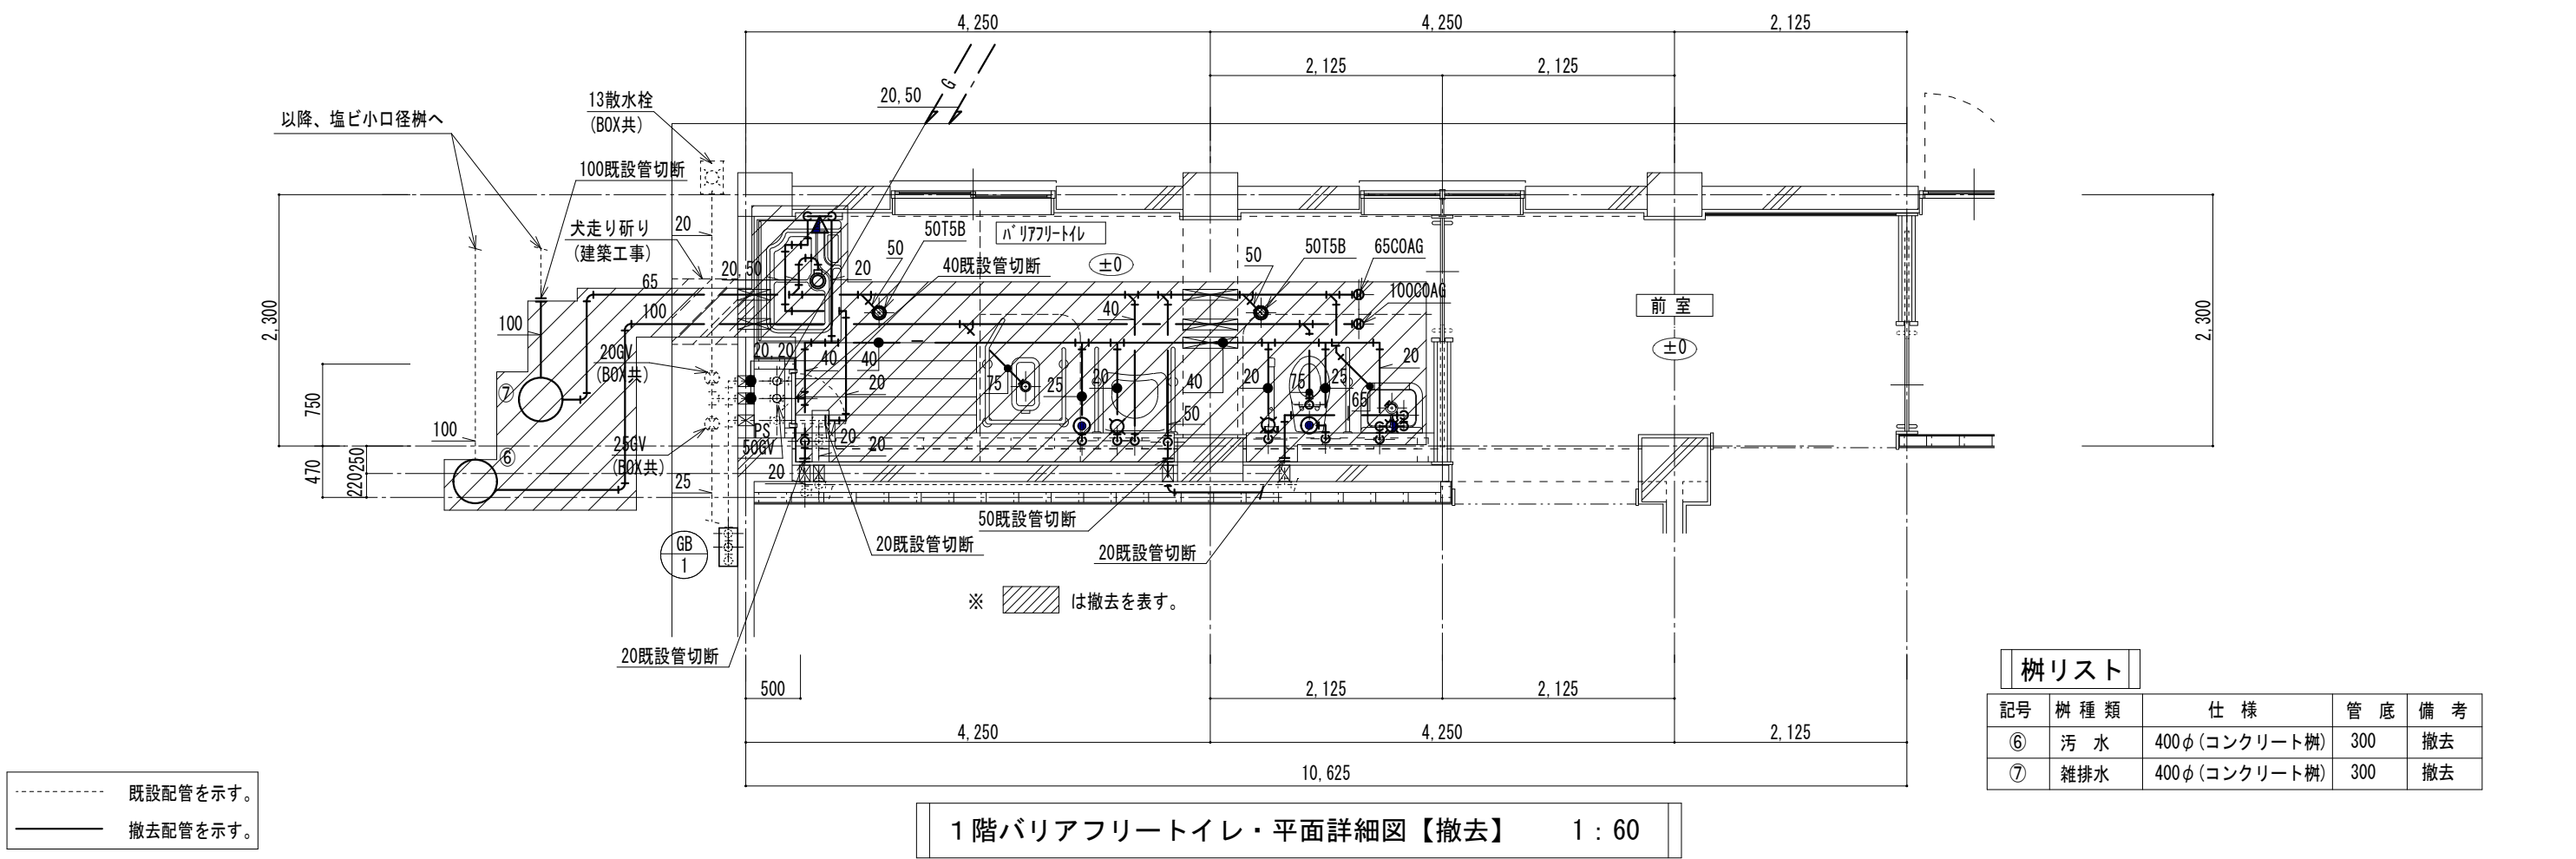 4,250
4,250
2,125
2,125
2,125
20,50
G
13散水栓
(BOX共)
以降、塩ビ小口径桝へ
100既設管切断
犬走り斫り
(建築工事)
20
20,50
20
50
50T5B
バリアフリートイレ
±0
40既設管切断
50
50T5B
65COAG
100COAG
前室
±0
65
100
100
40
2,300
2,300
750
470
220
250
20GV
(BOX共)
20,20
40
40
20
75
25
20
40
20
75
25
65
20
50
⑦
⑥
100
25GV
(BOX共)
PS
50GV
20
20
20
25
GB
1
50既設管切断
20既設管切断
20既設管切断
20既設管切断
※
は撤去を表す。
500
2,125
2,125
4,250
4,250
2,125
10,625
桝リスト
記号 桝種類 仕様 管底 備考
⑥ 汚水 400φ(コンクリート桝) 300 撤去
⑦ 雑排水 400φ(コンクリート桝) 300 撤去
既設配管を示す。
撤去配管を示す。
1階バリアフリートイレ・平面詳細図【撤去】 1:60